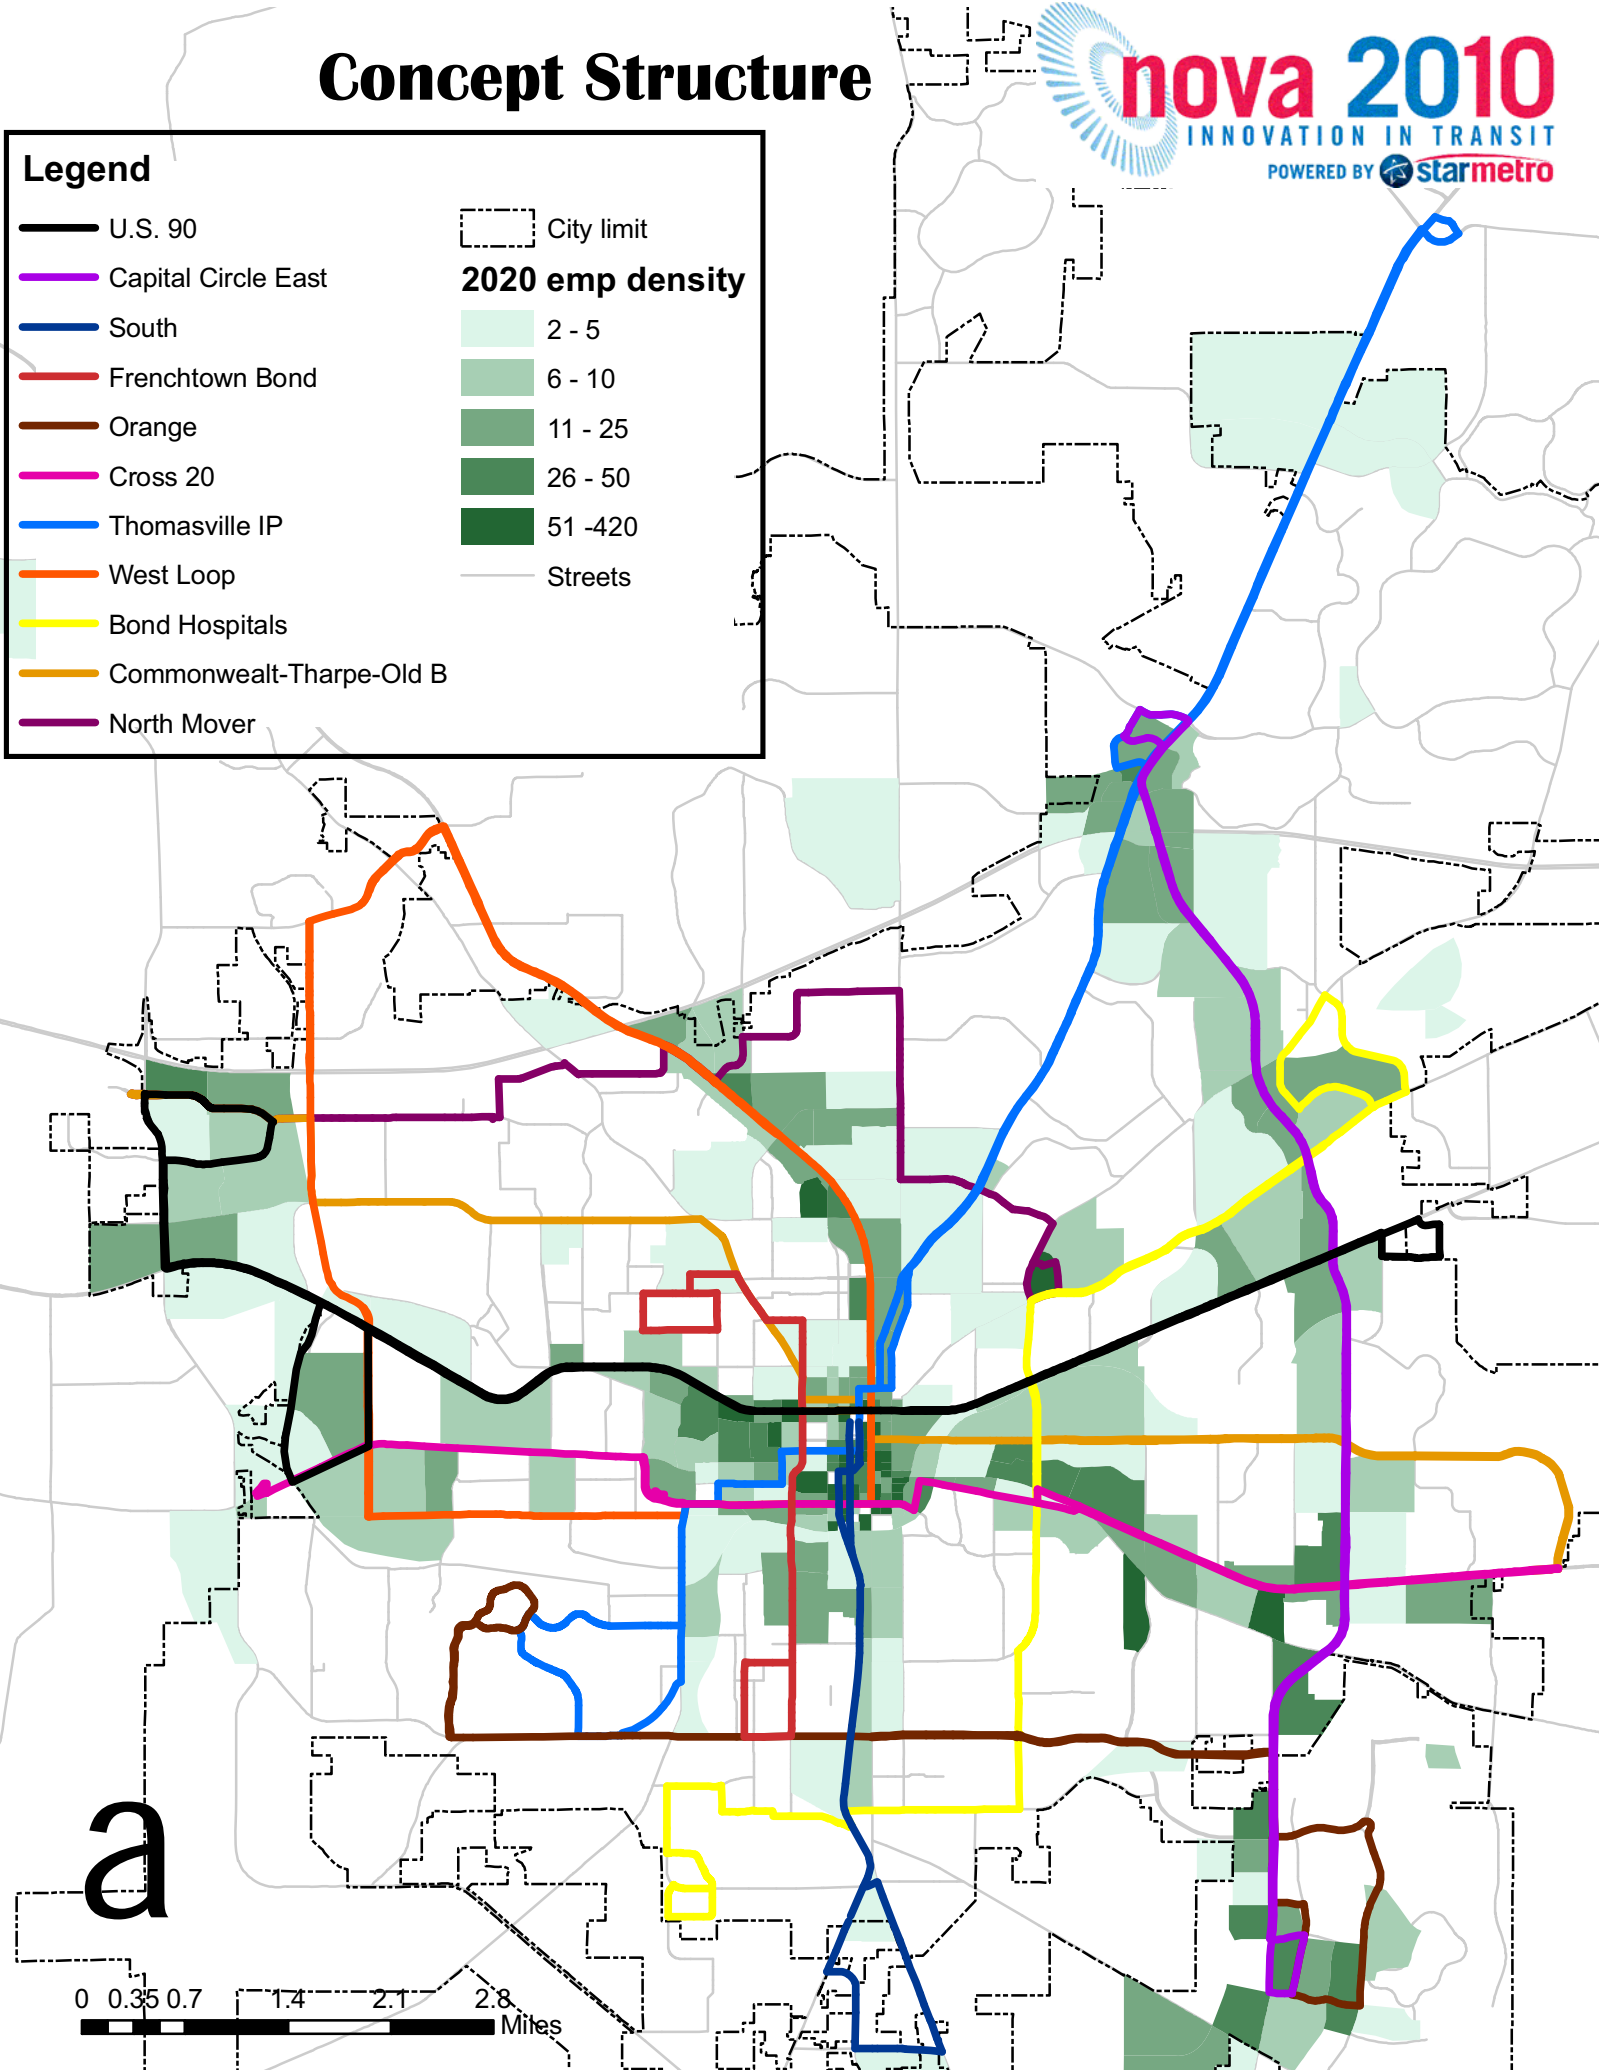 Concept Structure
nova 2010
INNOVATION IN TRANSIT
POWERED BY starmetro
Legend
U.S. 90
Capital Circle East
South
Frenchtown Bond
Orange
Cross 20
Thomasville IP
West Loop
Bond Hospitals
Commonwealt-Tharpe-Old B
North Mover
City limit
2020 emp density
2 - 5
6 - 10
11 - 25
26 - 50
51 -420
Streets
a
0 0.35 0.7 1.4 2.1 2.8
Miles